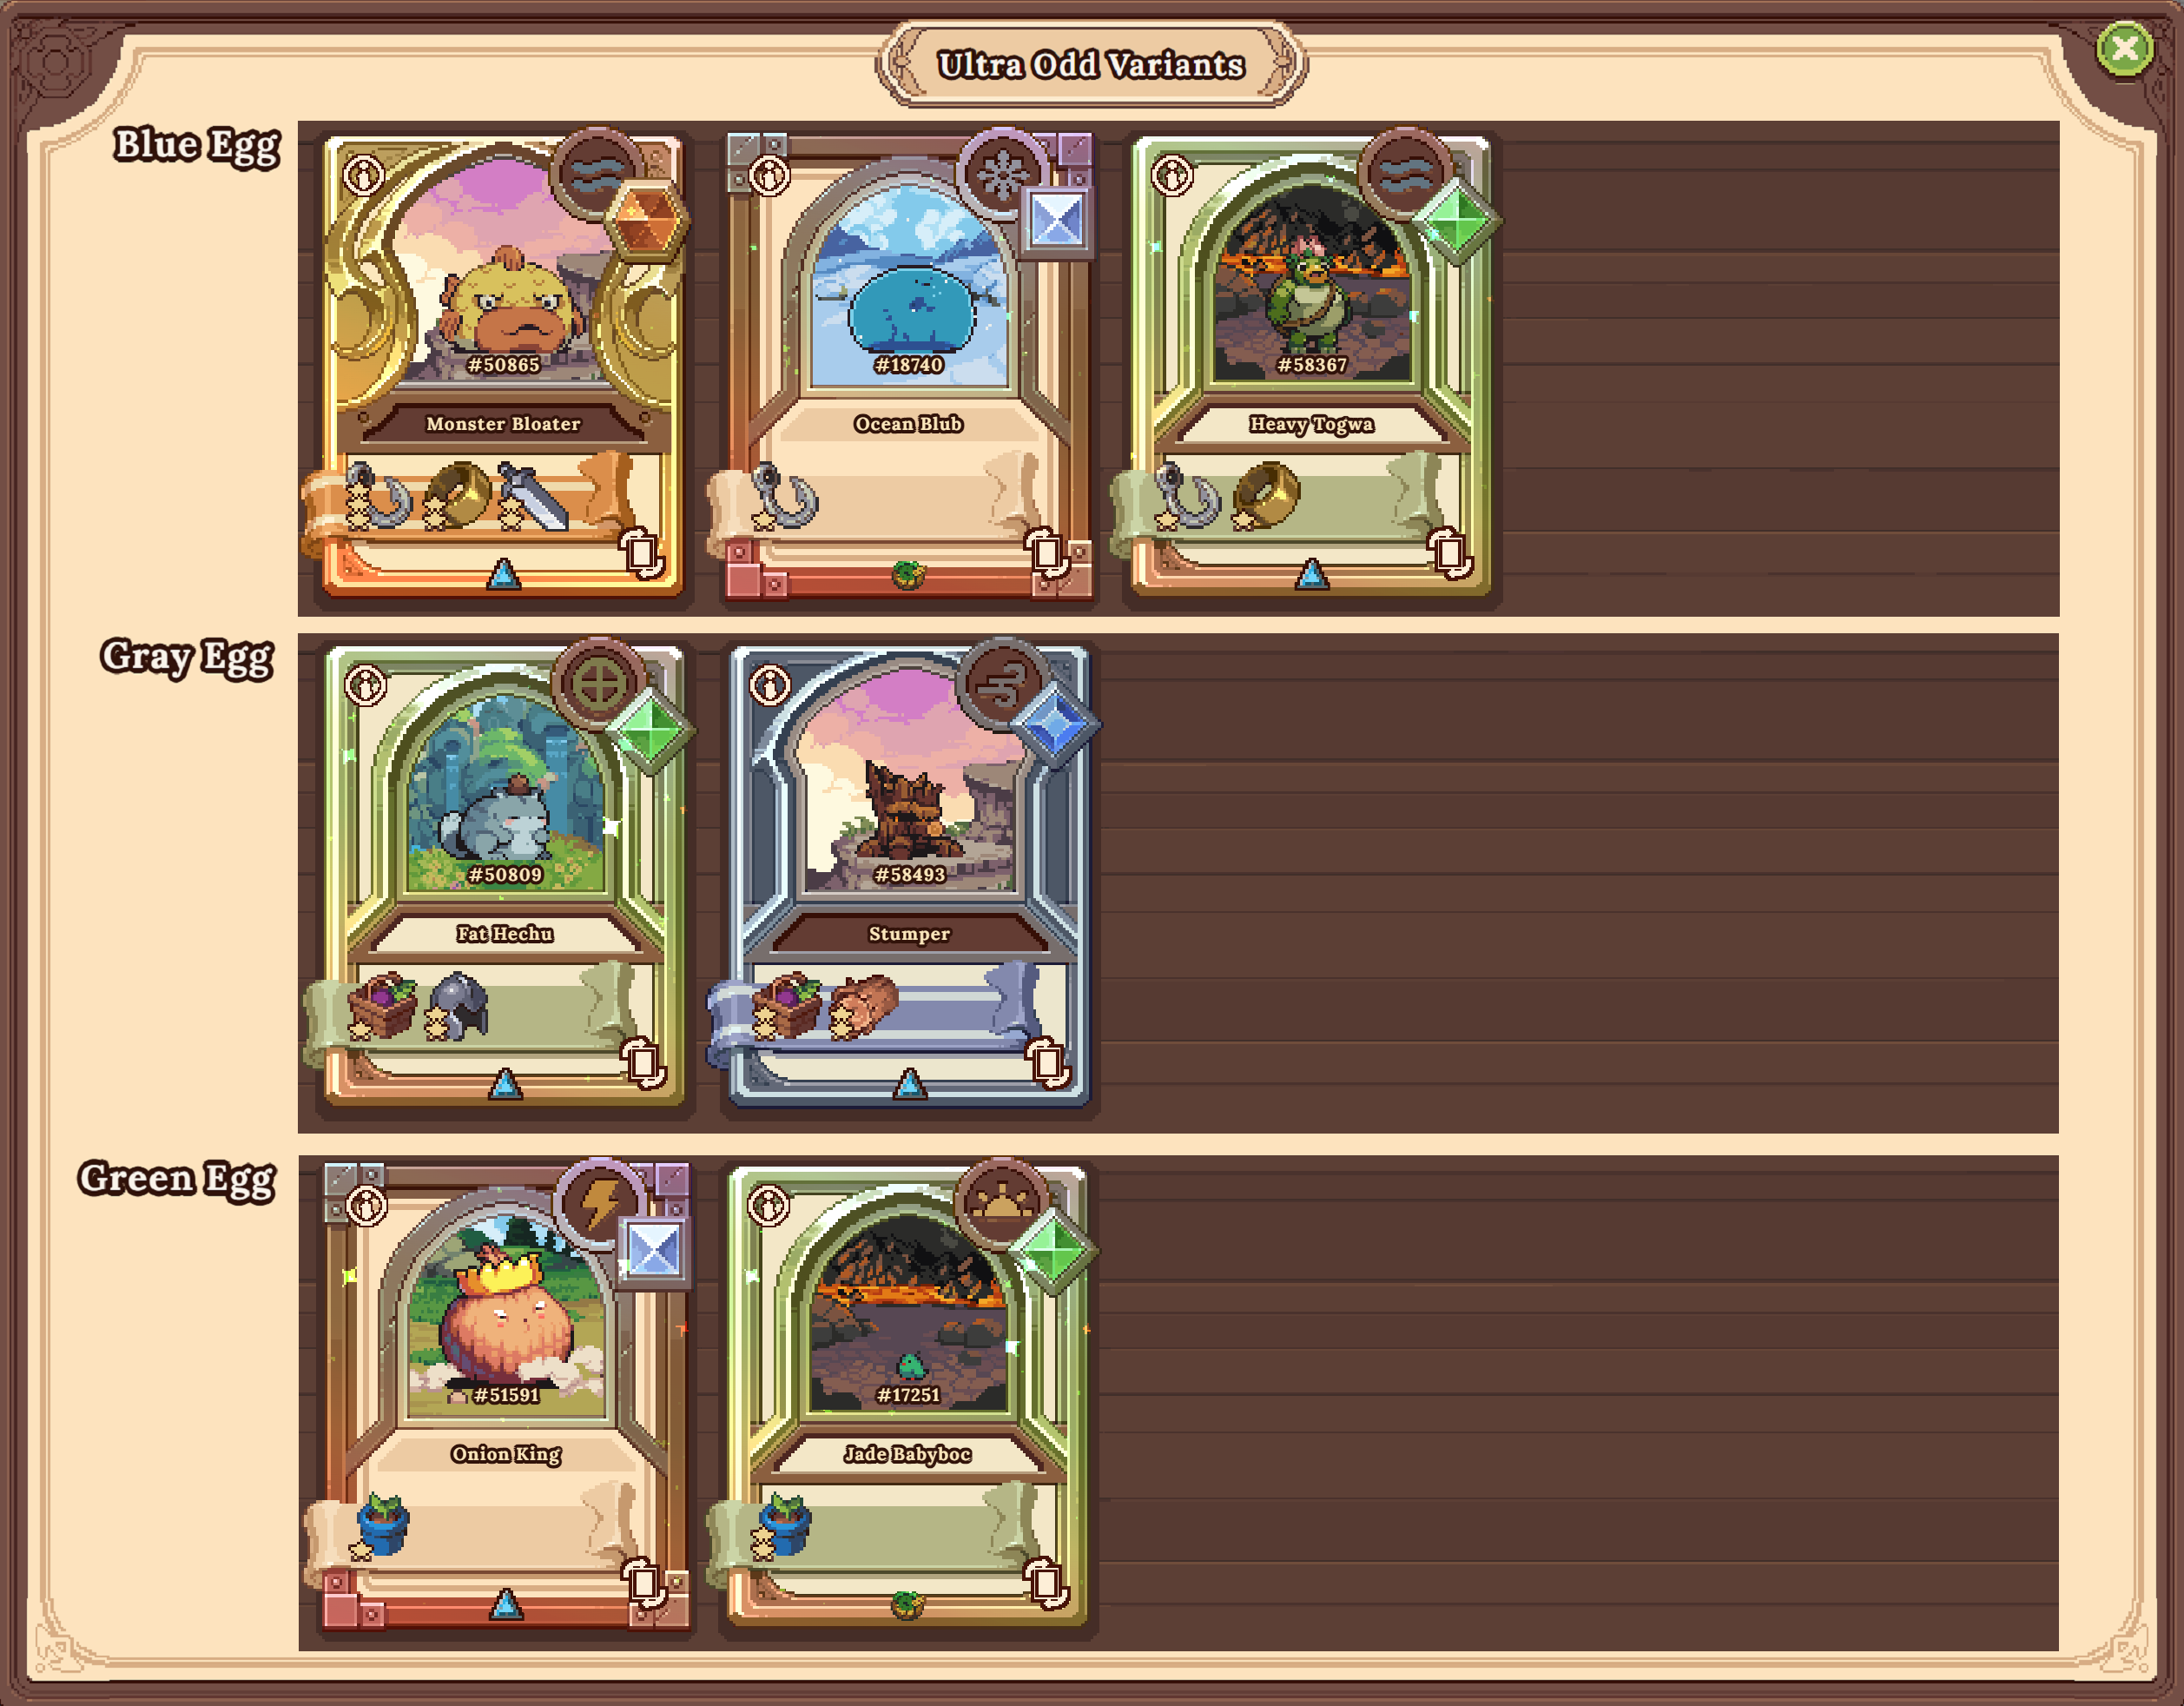 Ultra Odd Variants
Blue Egg
#50865
Monster Bloater
#18740
Ocean Blub
#58367
Heavy Togwa
Gray Egg
#50809
Fat Hechu
#58493
Stumper
Green Egg
#51591
Onion King
#17251
Jade Babyboc